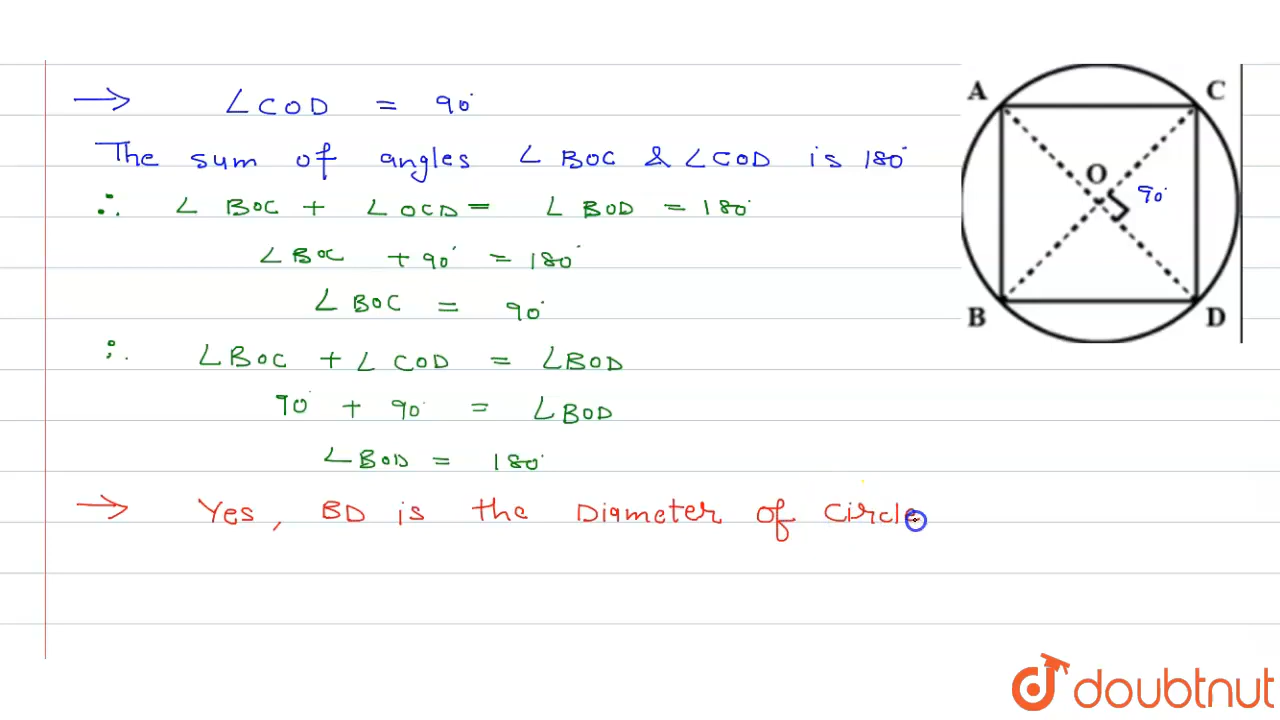 → ∠COD = 90°
The sum of angles ∠BOC & ∠COD is 180°
∴ ∠BOC + ∠OCD = ∠BOD = 180°
∠BOC + 90° = 180°
∠BOC = 90°
∴ ∠BOC + ∠COD = ∠BOD
90° + 90° = ∠BOD
∠BOD = 180°
→ Yes, BD is the Diameter of Circle
A C
O 90°
B D
doubtnut